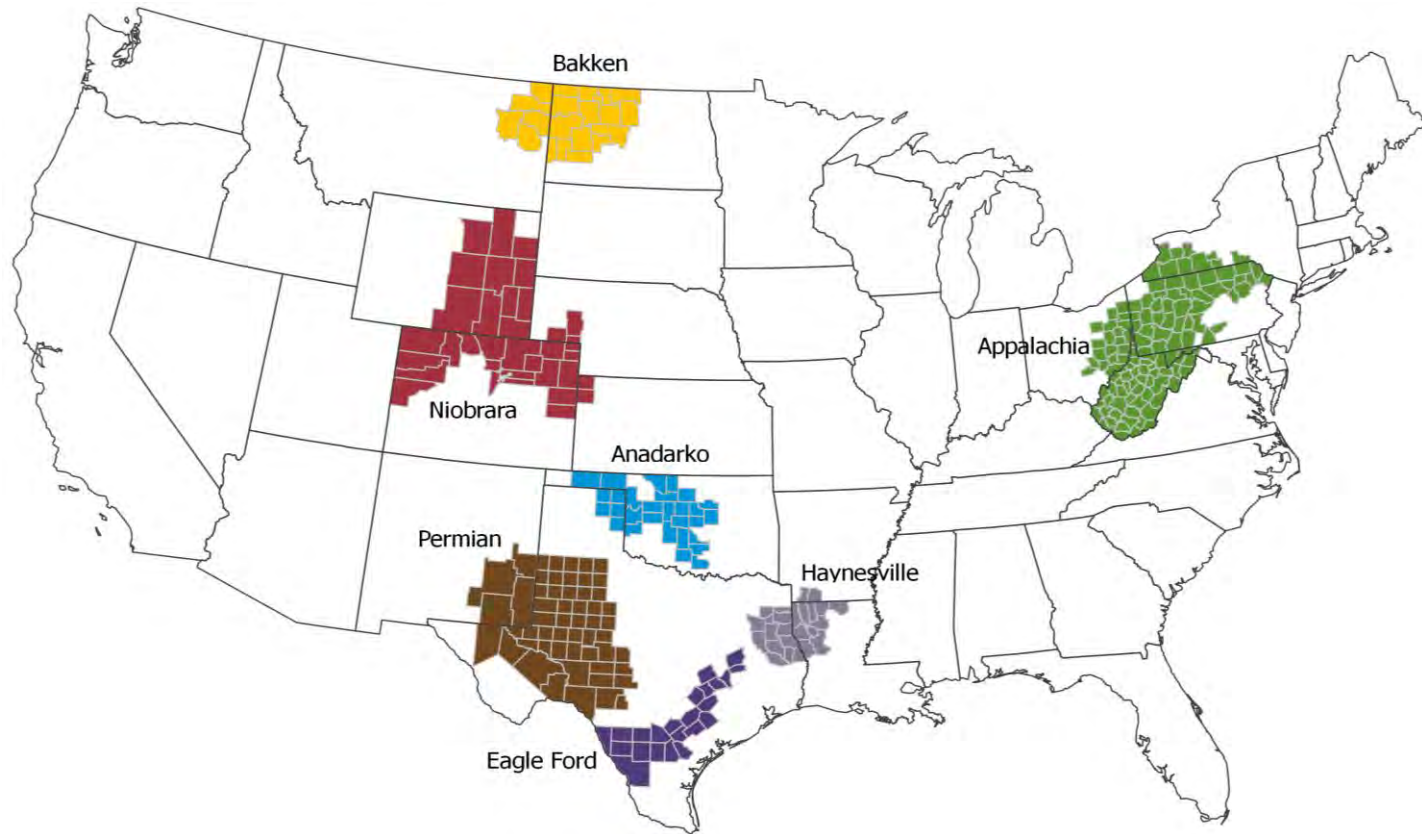 Bakken
Appalachia
Niobrara
Anadarko
Permian
Haynesville
Eagle Ford